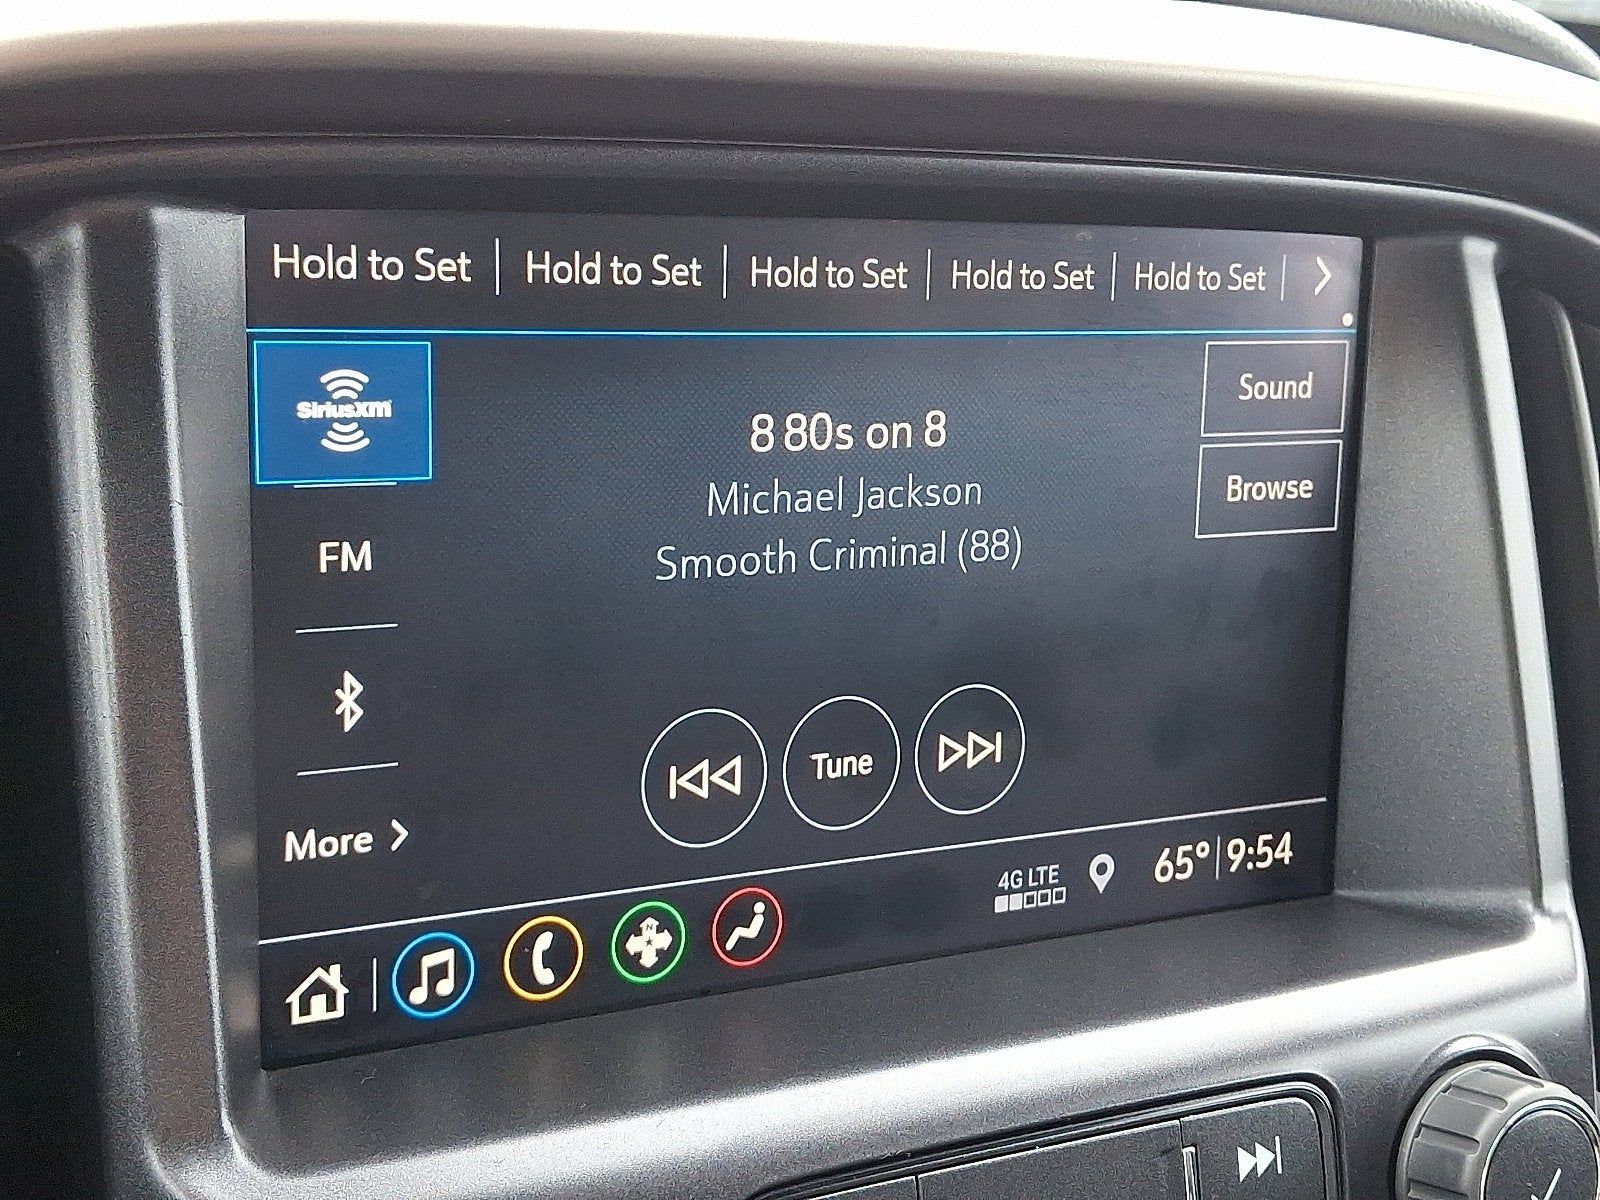 Hold to Set | Hold to Set | Hold to Set | Hold to Set | Hold to Set |
SiriusXM
Sound
8 80s on 8
Browse
Michael Jackson
Smooth Criminal (88)
FM
Tune
More
4G LTE
65° | 9:54
N